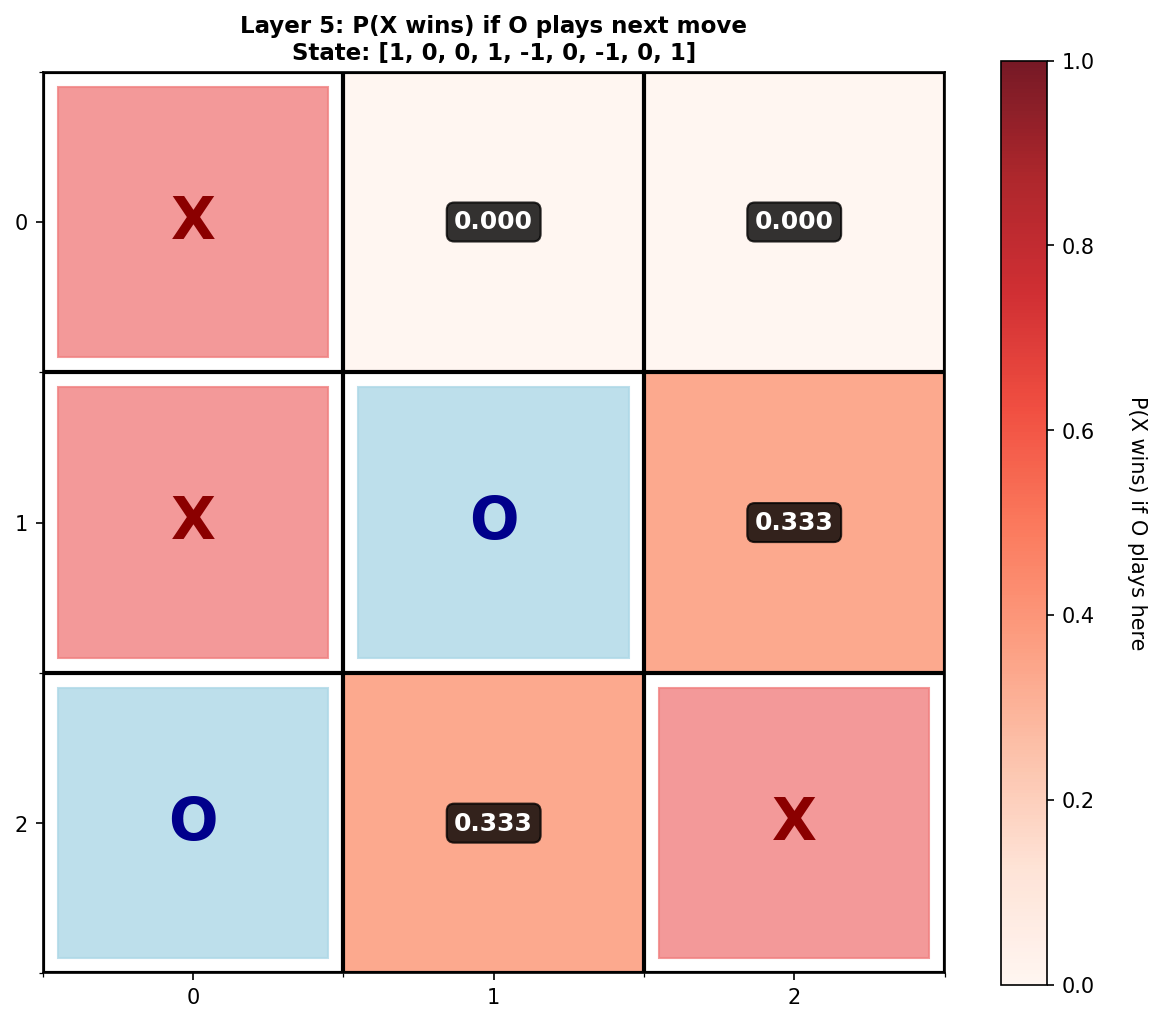 Layer 5: P(X wins) if O plays next move
State: [1, 0, 0, 1, -1, 0, -1, 0, 1]
0
X
0.000
0.000
1
X
O
0.333
2
O
0.333
X
0
1
2
1.0
0.8
0.6
0.4
0.2
0.0
P(X wins) if O plays here